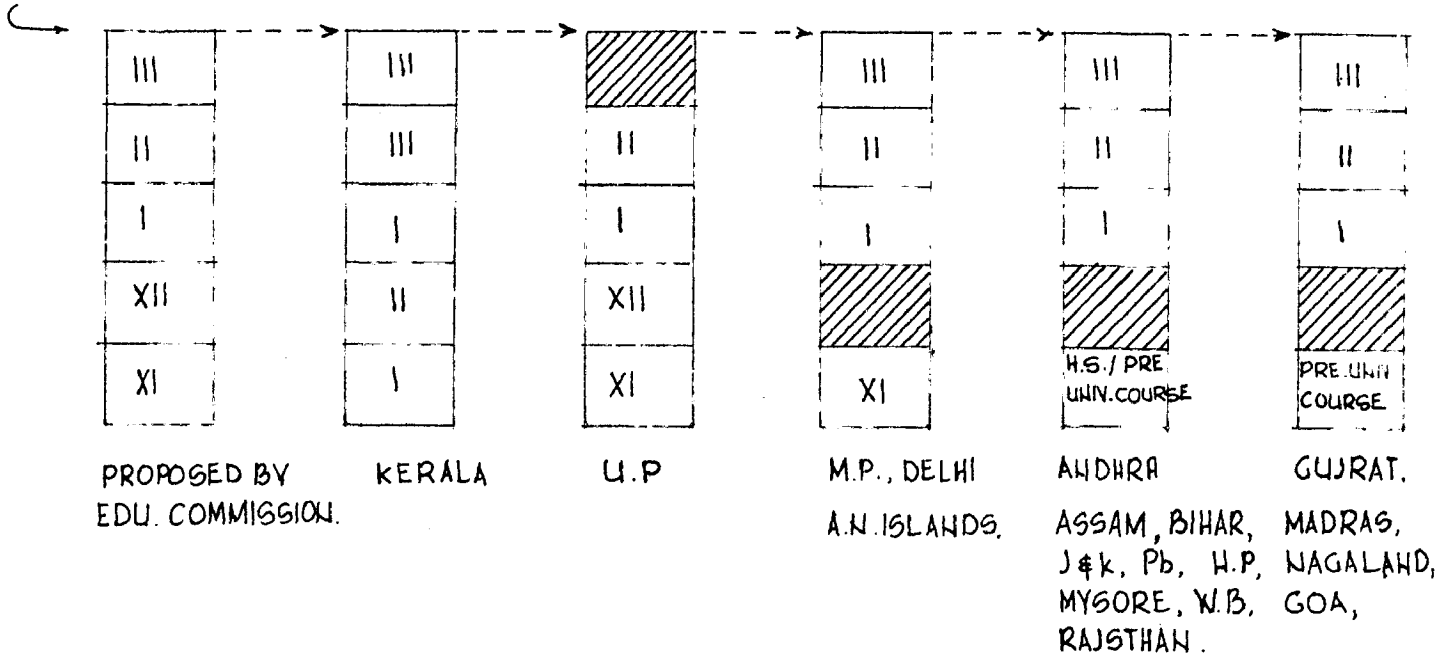 III III III III III
II III II II II II
I I I I I I
XII II XII
XI I XI XI H.S./ PRE UNIV. COURSE PRE. UNIV COURSE
PROPOSED BY EDU. COMMISSION.
KERALA
U.P
M.P., DELHI
A.N. ISLANDS.
ANDHRA
ASSAM, BIHAR,
J & K, Pb, H.P,
MYSORE, W.B,
RAJSTHAN.
GUJRAT.
MADRAS,
NAGALAND,
GOA,